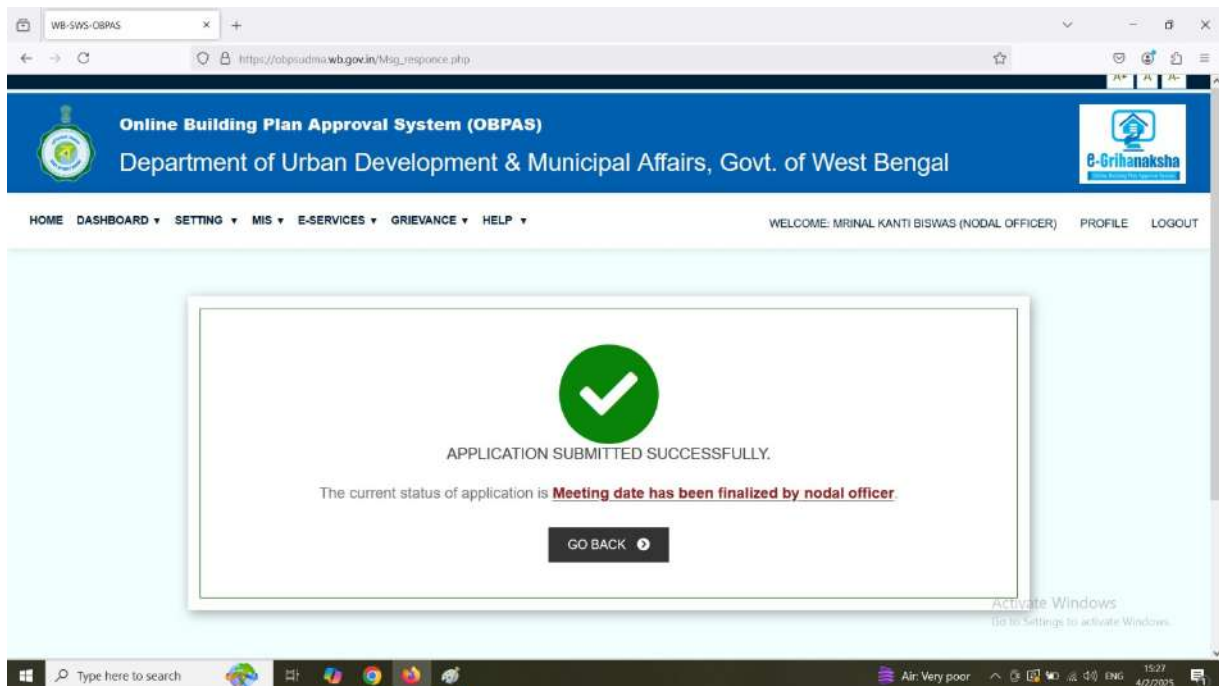 WB-SWS-OBPAS
https://obpsudma.wb.gov.in/Msg_responce.php
A+ A A-
Online Building Plan Approval System (OBPAS)
Department of Urban Development & Municipal Affairs, Govt. of West Bengal
e-Grihanaksha
HOME DASHBOARD SETTING MIS E-SERVICES GRIEVANCE HELP WELCOME: MRINAL KANTI BISWAS (NODAL OFFICER) PROFILE LOGOUT
APPLICATION SUBMITTED SUCCESSFULLY.
The current status of application is Meeting date has been finalized by nodal officer.
GO BACK
Activate Windows
Go to Settings to activate Windows.
Type here to search Air: Very poor ENG 15:27
4/2/2025